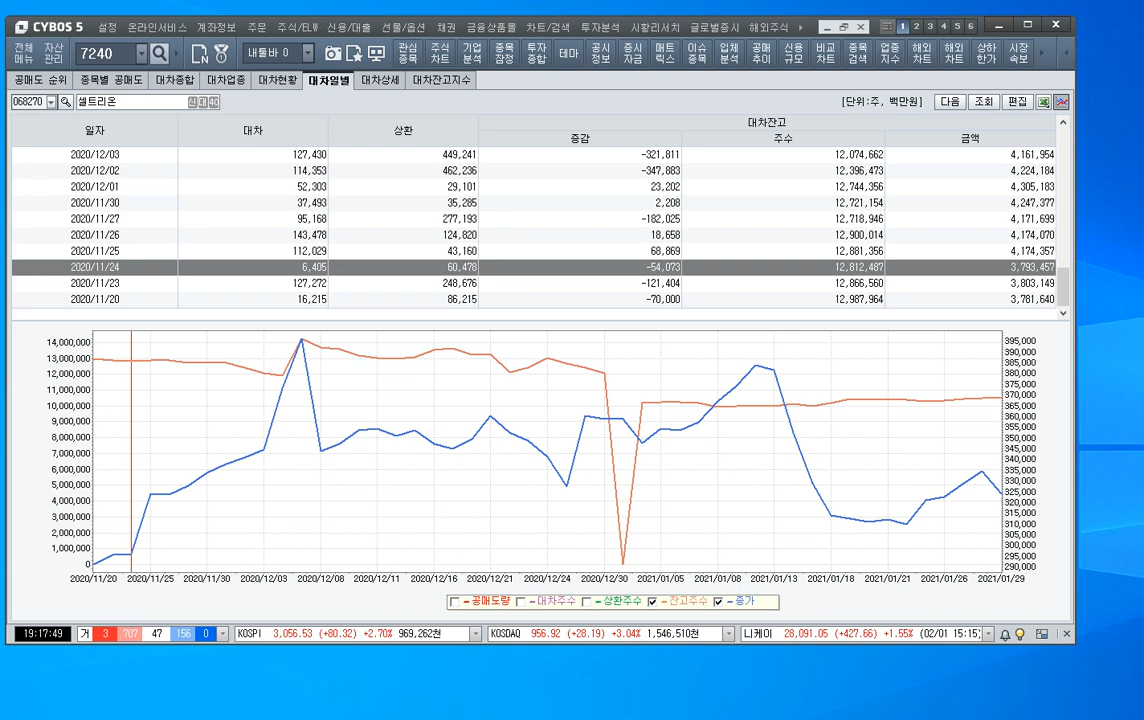 CYBOS 5 설정 온라인서비스 계좌정보 주문 주식/ELW 신용/대출 선물/옵션 채권 금융상품몰 차트/검색 투자분석 시황리서치 글로벌증시 해외주식 1 2 3 4 5 6
전체 메뉴 자산 관리 7240 내툴바 0 관심 종목 주식 차트 기업 분석 종목 잠정 투자 종합 테마 공시 정보 증시 자금 매트 릭스 이슈 종목 입체 분석 공매 추이 신용 규모 비교 차트 종목 검색 업종 지수 해외 차트 해외 차트 상하 한가 시장 속보
공매도 순위 종목별 공매도 대차종합 대차업종 대차현황 대차일별 대차상세 대차잔고지수
068270 셀트리온 신 대 40 [단위:주, 백만원] 다음 조회 편집
일자 대차 상환 대차잔고
증감 주수 금액
2020/12/03 127,430 449,241 -321,811 12,074,662 4,161,954
2020/12/02 114,353 462,236 -347,883 12,396,473 4,224,184
2020/12/01 52,303 29,101 23,202 12,744,356 4,305,183
2020/11/30 37,493 35,285 2,208 12,721,154 4,247,377
2020/11/27 95,168 277,193 -182,025 12,718,946 4,171,699
2020/11/26 143,478 124,820 18,658 12,900,014 4,174,070
2020/11/25 112,029 43,160 68,869 12,881,356 4,174,357
2020/11/24 6,405 60,478 -54,073 12,812,487 3,793,457
2020/11/23 127,272 248,676 -121,404 12,866,560 3,803,149
2020/11/20 16,215 86,215 -70,000 12,987,964 3,781,640
14,000,000
13,000,000
12,000,000
11,000,000
10,000,000
9,000,000
8,000,000
7,000,000
6,000,000
5,000,000
4,000,000
3,000,000
2,000,000
1,000,000
0
395,000
390,000
385,000
380,000
375,000
370,000
365,000
360,000
355,000
350,000
345,000
340,000
335,000
330,000
325,000
320,000
315,000
310,000
305,000
300,000
295,000
290,000
2020/11/20 2020/11/25 2020/11/30 2020/12/03 2020/12/08 2020/12/11 2020/12/16 2020/12/21 2020/12/24 2020/12/30 2021/01/05 2021/01/08 2021/01/13 2021/01/18 2021/01/21 2021/01/26 2021/01/29
공매도량 대차주수 상환주수 잔고주수 종가
19:17:49 거 3 707 47 156 0 KOSPI 3,056.53 (+80.32) +2.70% 969,262천 KOSDAQ 956.92 (+28.19) +3.04% 1,546,510천 니케이 28,091.05 (+427.66) +1.55% (02/01 15:15)